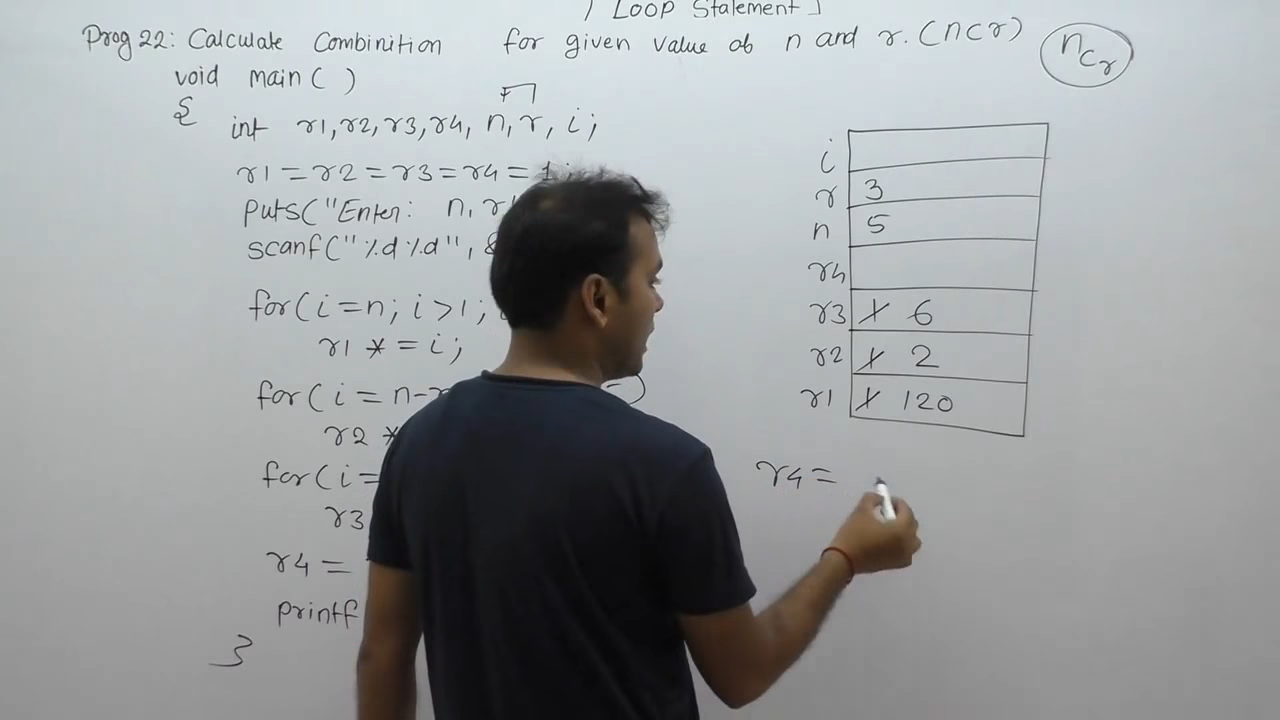 [ Loop Statement ]
Prog 22: Calculate Combinition for given value ob n and r. (nCr)
nCr
void main( )
{
int r1, r2, r3, r4, n, r, i;
r1 = r2 = r3 = r4 = 1;
puts("Enter: n, r
scanf("%d%d", &
for(i=n; i>1;
r1 *= i;
for(i = n-
r2 *
for(i=
r3
r4 =
printf
}
i
r 3
n 5
r4
r3 1 6
r2 1 2
r1 1 120
r4 =